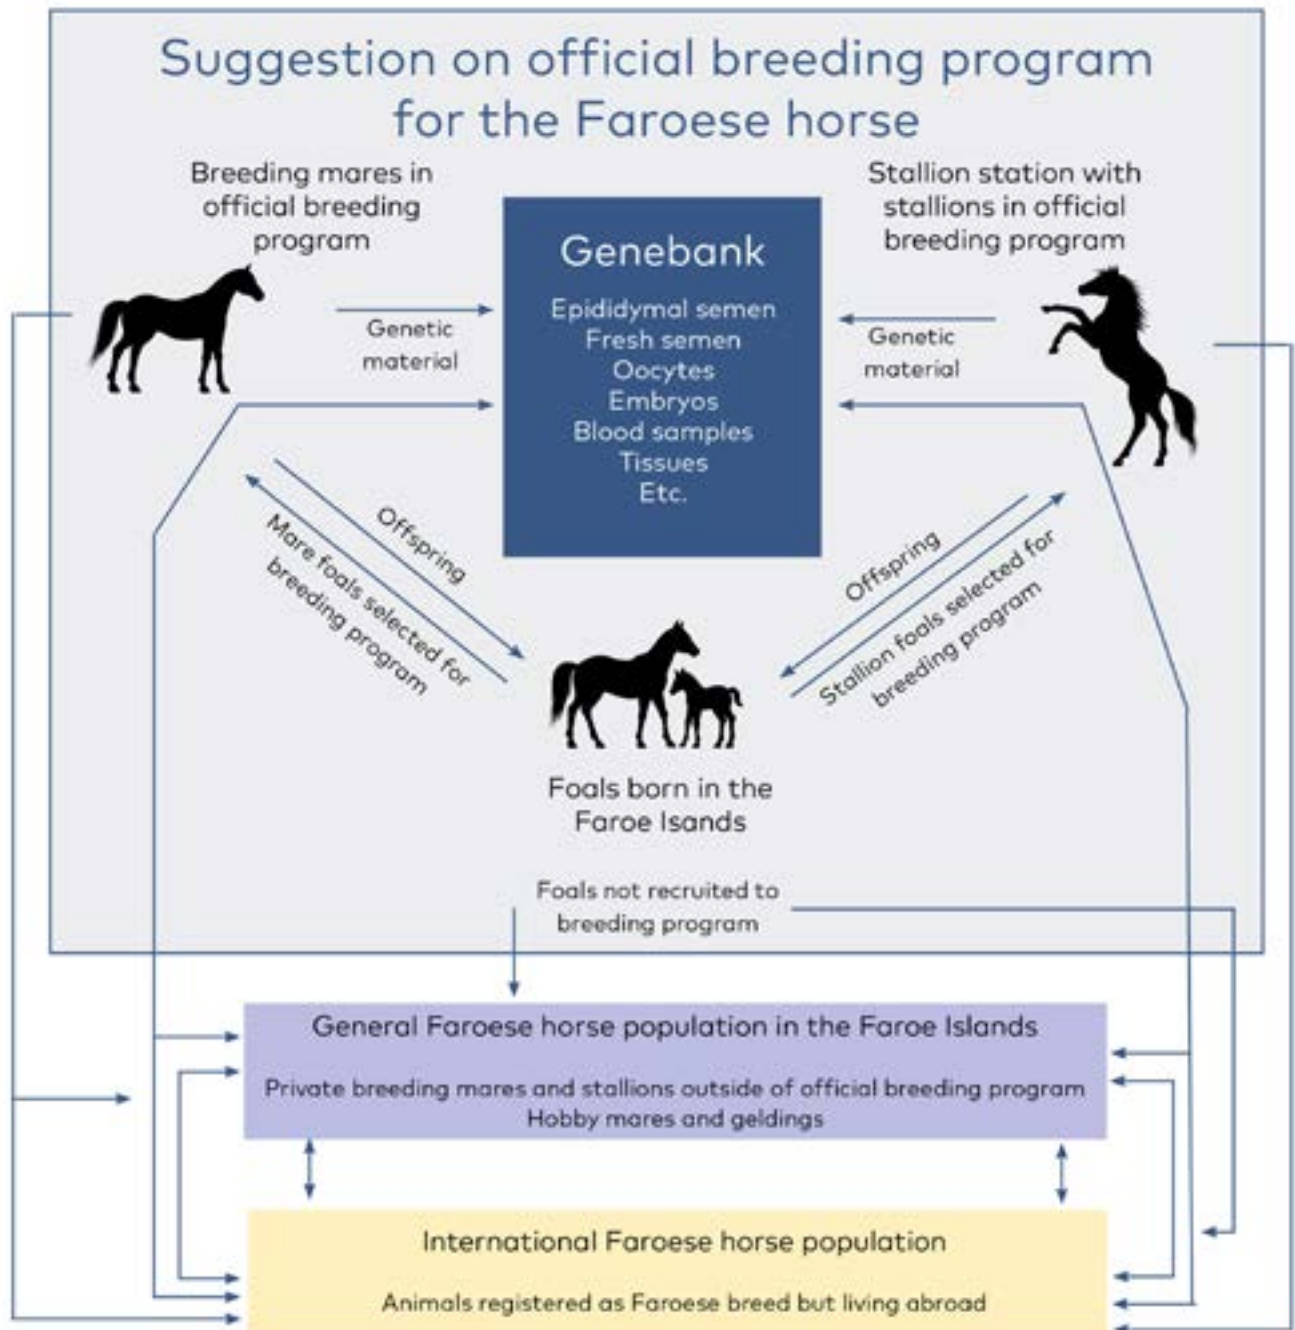 Suggestion on official breeding program
for the Faroese horse
Breeding mares in
official breeding
program
Stallion station with
stallions in official
breeding program
Genebank
Epididymal semen
Fresh semen
Oocytes
Embryos
Blood samples
Tissues
Etc.
Genetic
material
Genetic
material
Offspring
Mare foals selected for
breeding program
Offspring
Stallion foals selected for
breeding program
Foals born in the
Faroe Isands
Foals not recruited to
breeding program
General Faroese horse population in the Faroe Islands
Private breeding mares and stallions outside of official breeding program
Hobby mares and geldings
International Faroese horse population
Animals registered as Faroese breed but living abroad